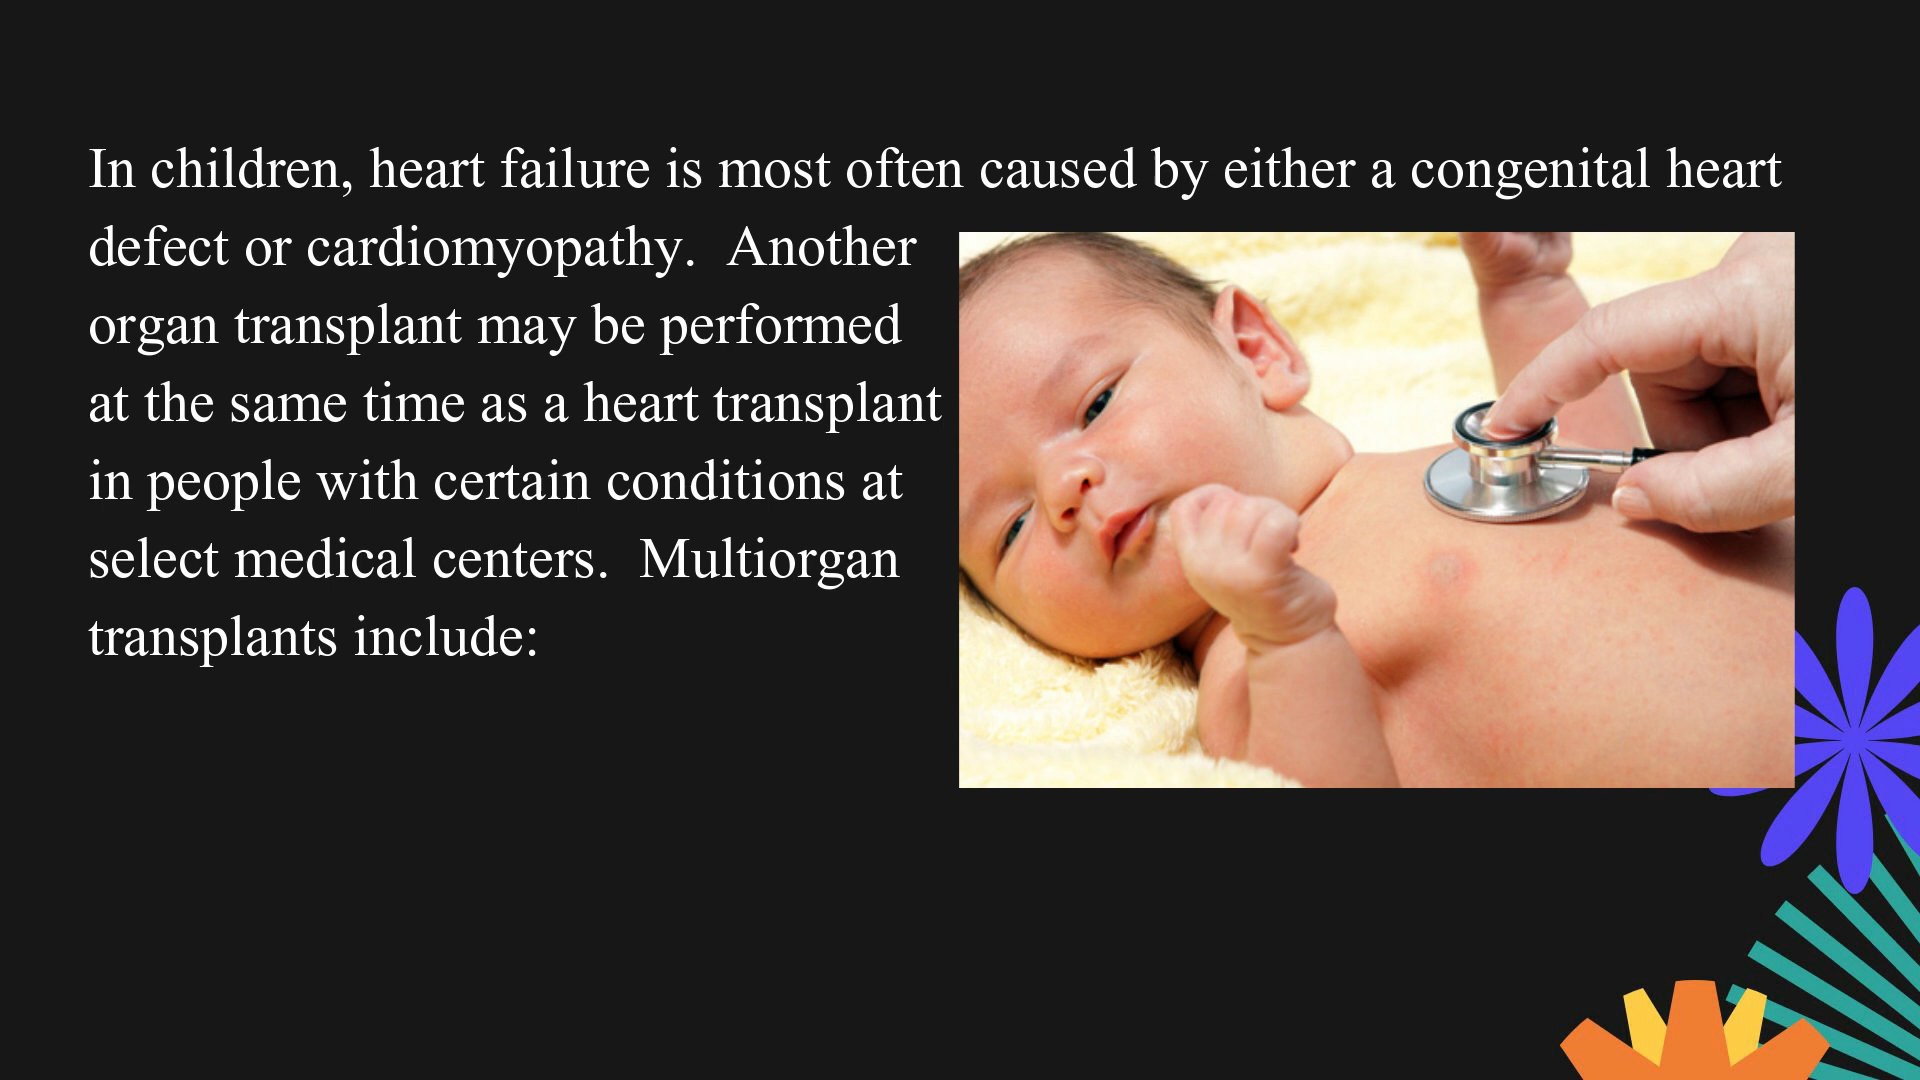 In children, heart failure is most often caused by either a congenital heart
defect or cardiomyopathy.  Another
organ transplant may be performed
at the same time as a heart transplant
in people with certain conditions at
select medical centers.  Multiorgan
transplants include: